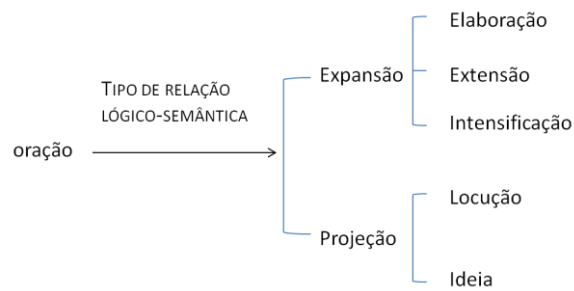 Elaboração
TIPO DE RELAÇÃO
Expansão
Extensão
LÓGICO-SEMÂNTICA
Intensificação
oração
Locução
Projeção
Ideia